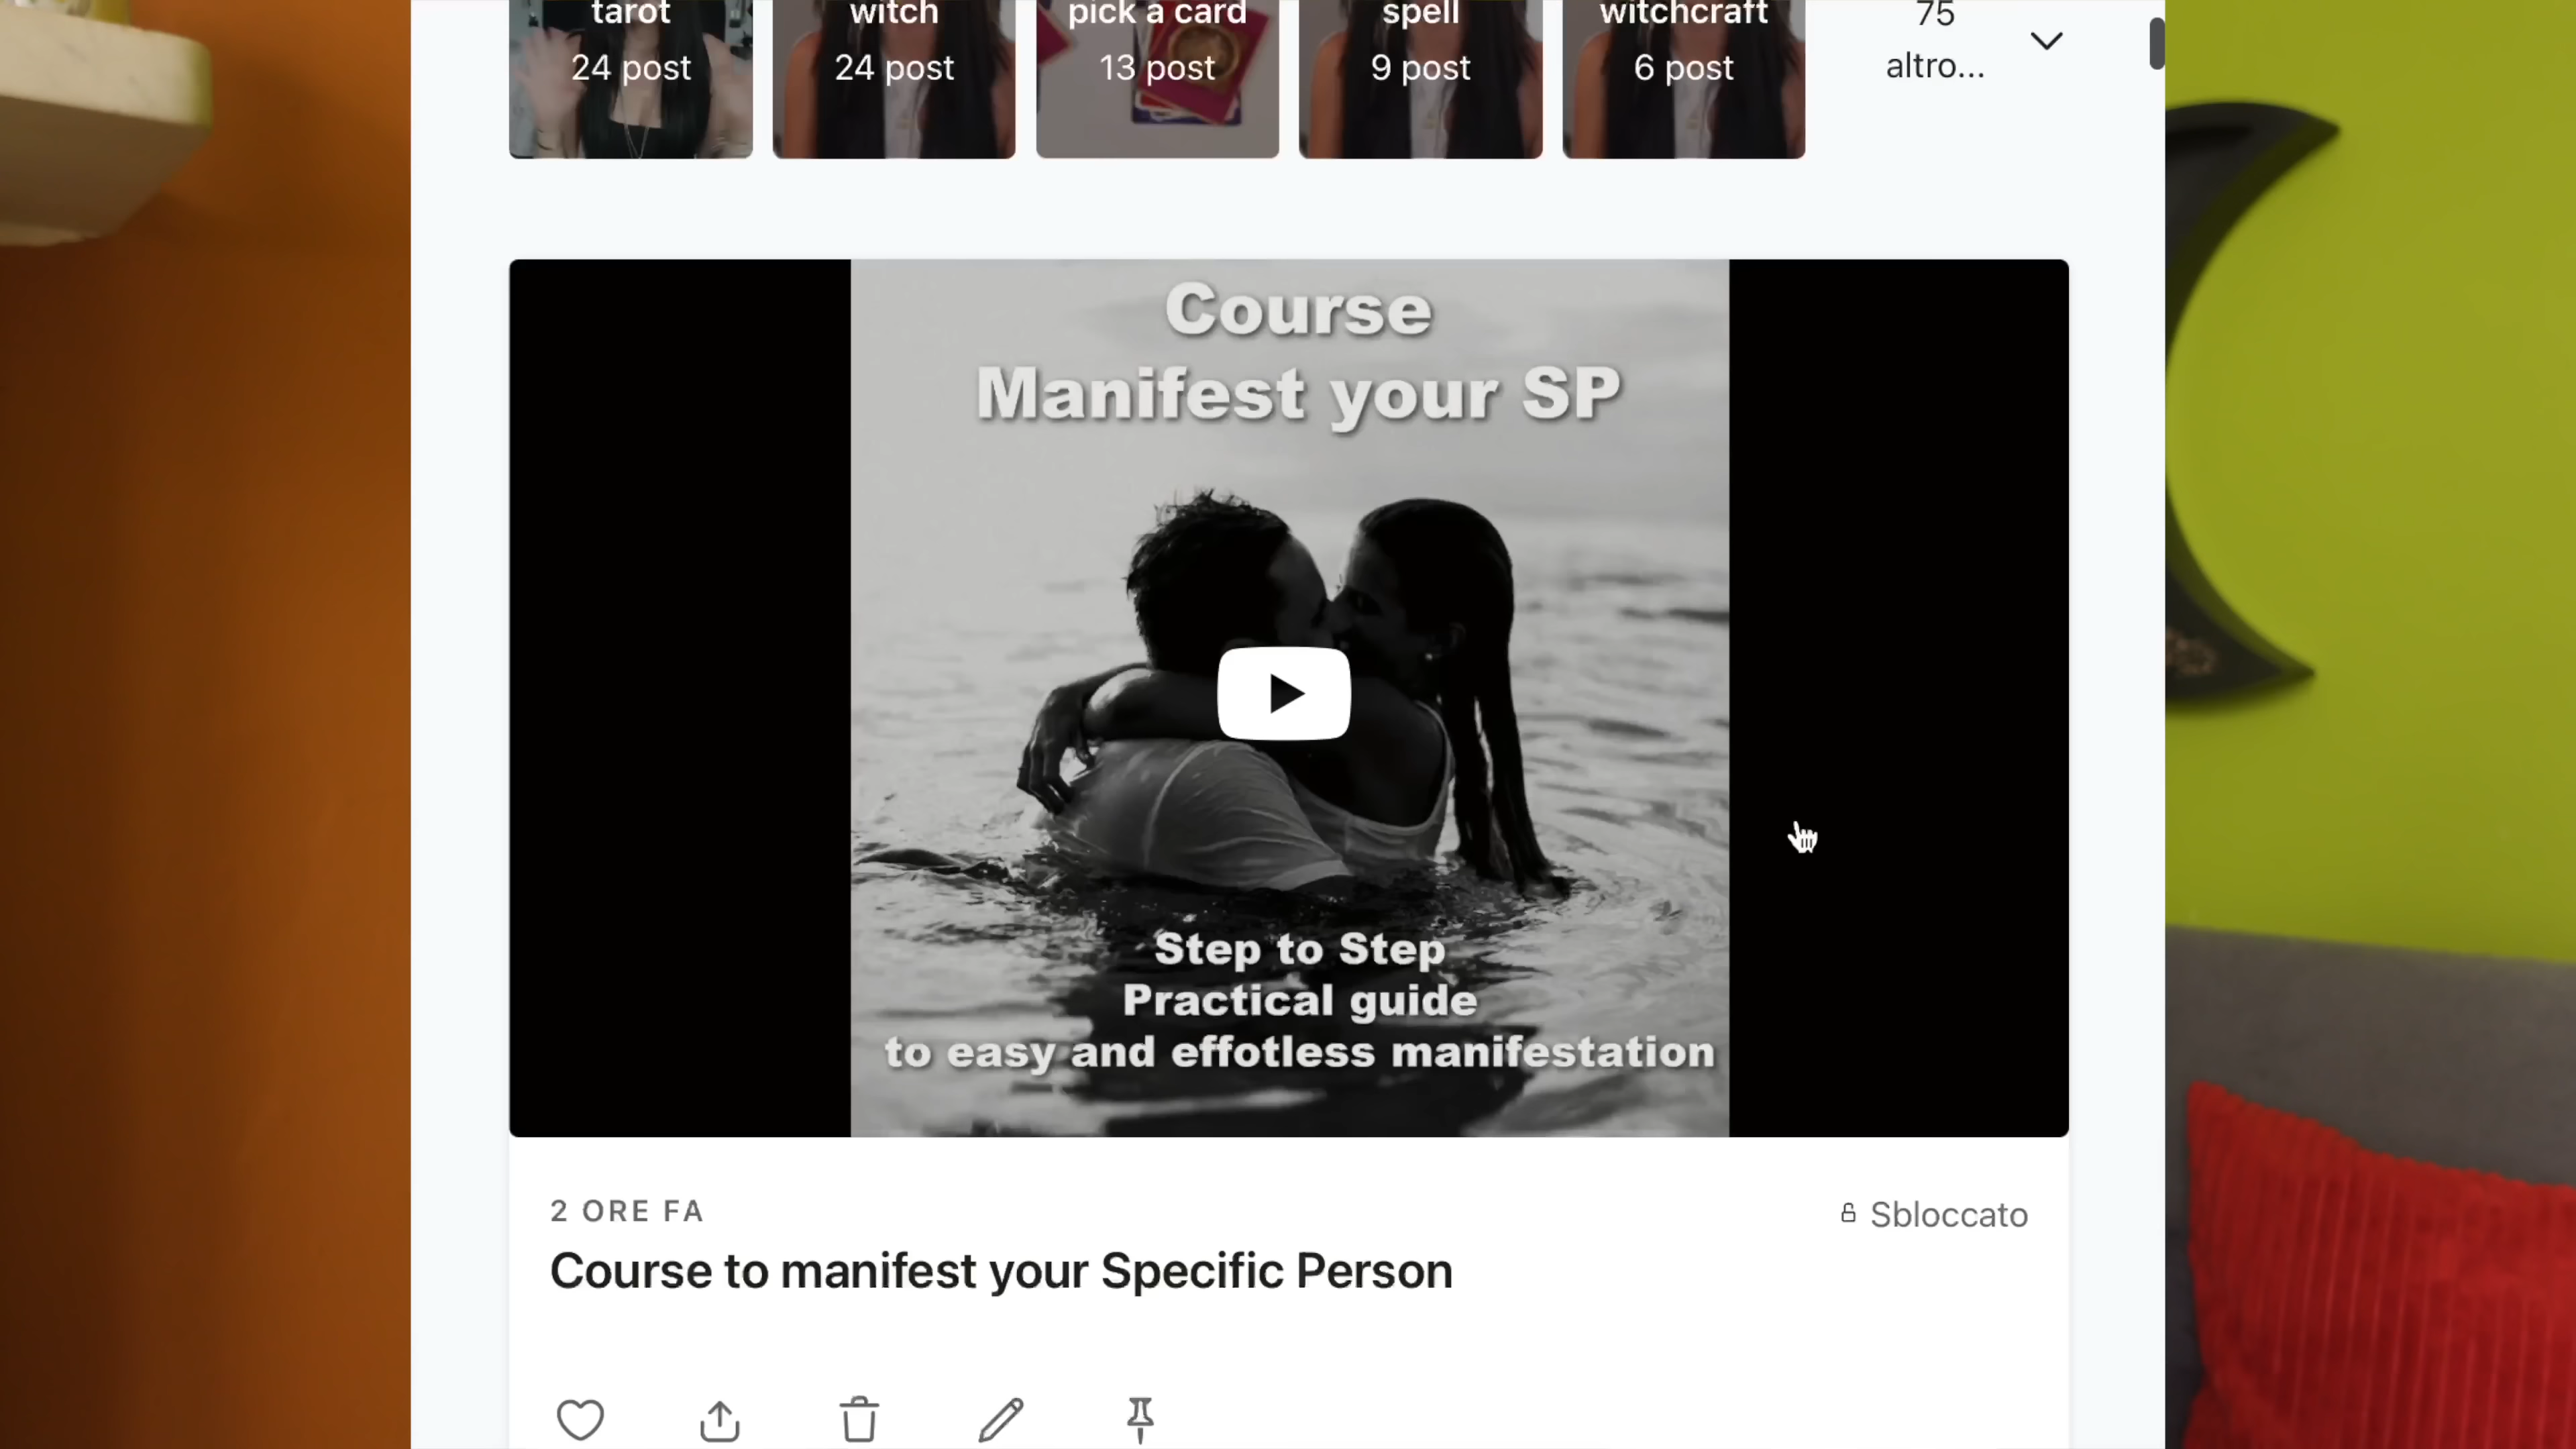 tarot
24 post
witch
24 post
pick a card
13 post
spell
9 post
witchcraft
6 post
75
altro...
Course
Manifest your SP
Step to Step
Practical guide
to easy and effotless manifestation
2 ORE FA
Sbloccato
Course to manifest your Specific Person